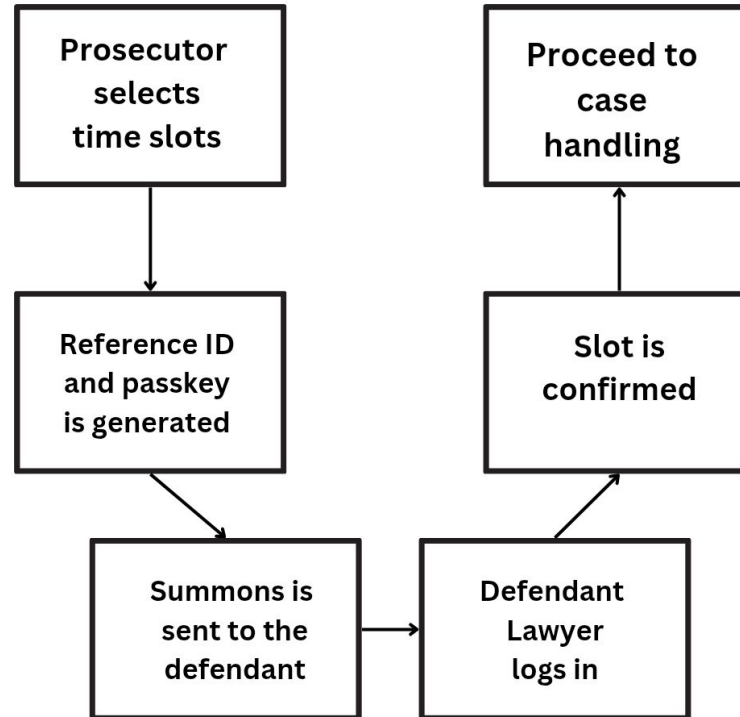 Prosecutor
selects
time slots
Reference ID
and passkey
is generated
Summons is
sent to the
defendant
Defendant
Lawyer
logs in
Slot is
confirmed
Proceed to
case
handling